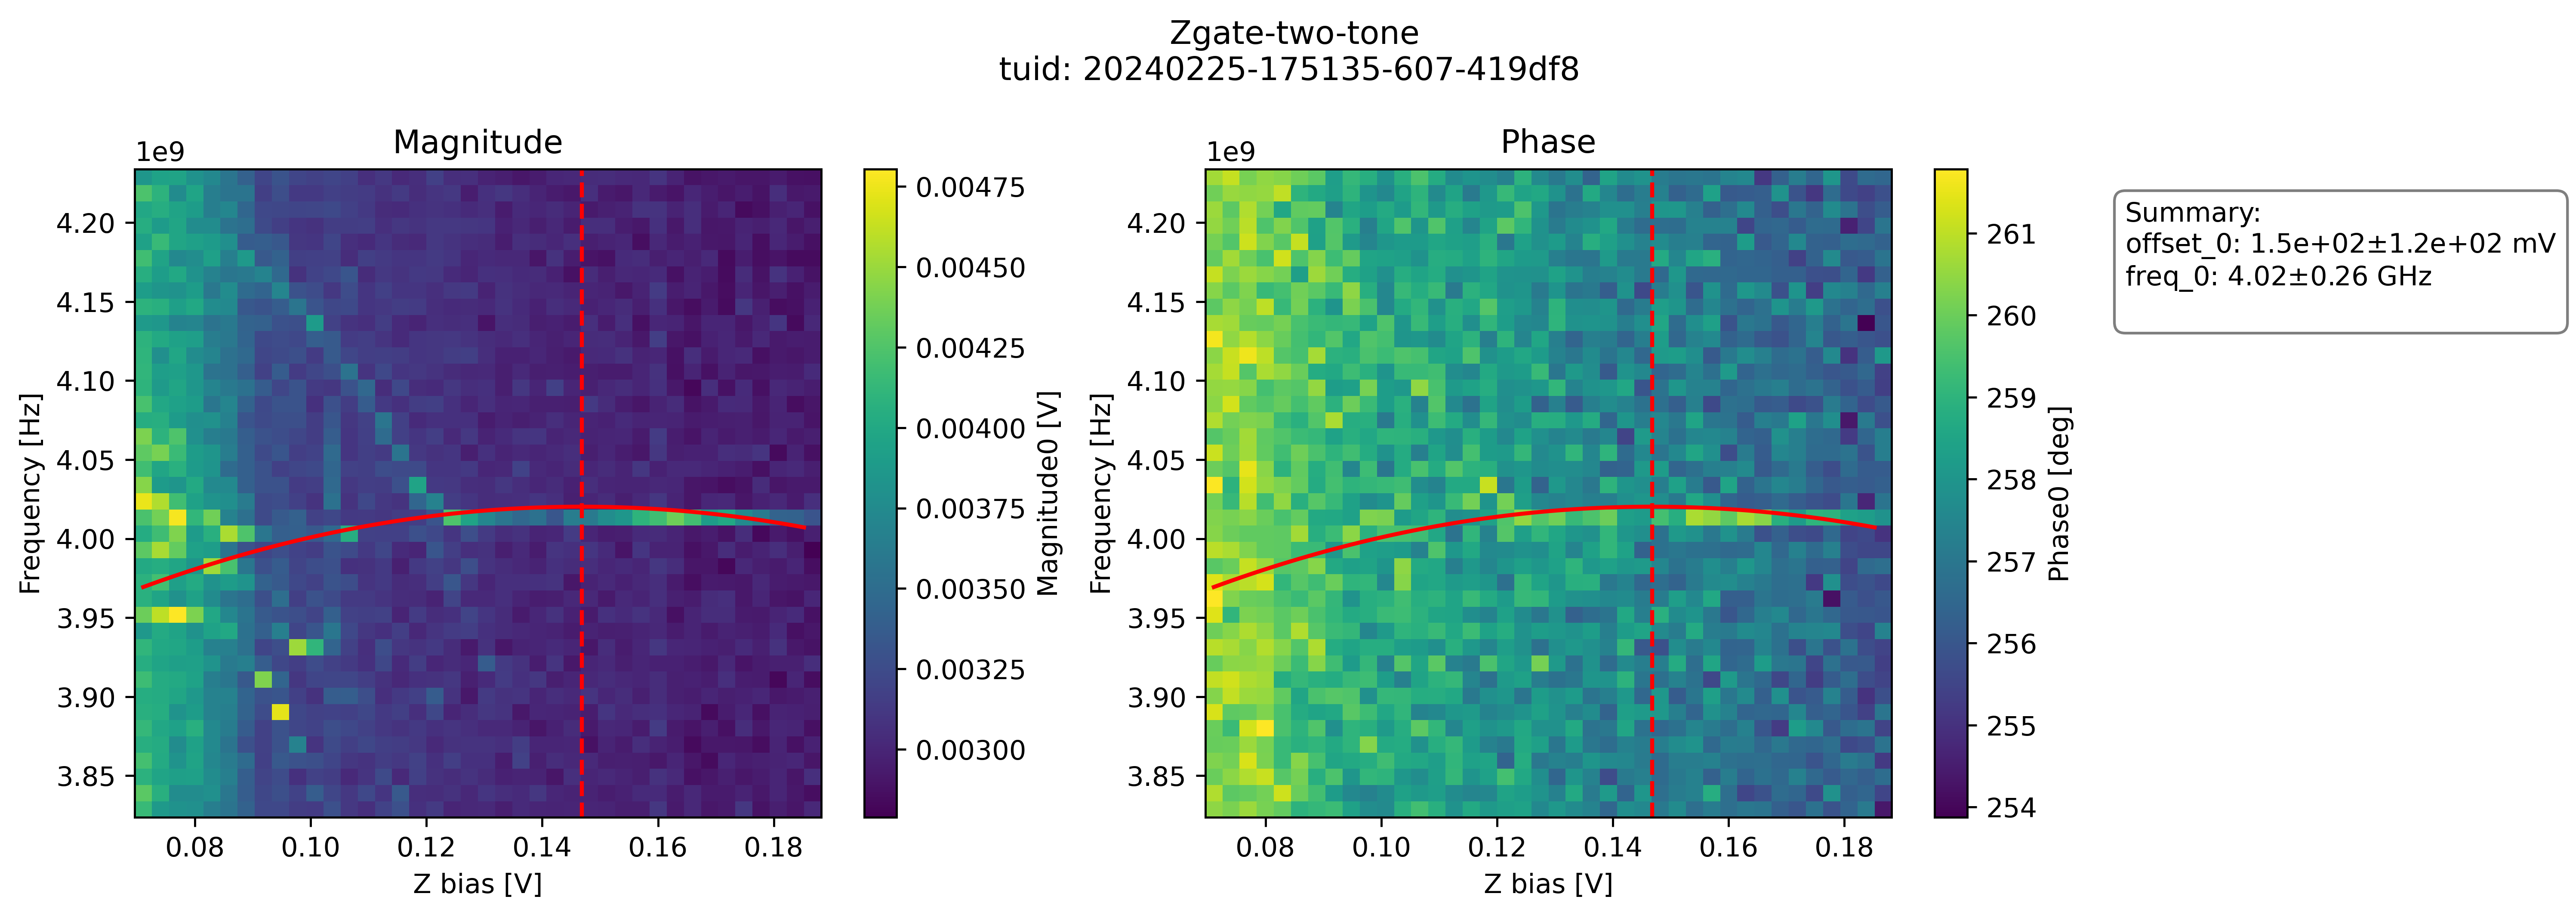 Zgate-two-tone
tuid: 20240225-175135-607-419df8
Magnitude
1e9
4.20
4.15
4.10
4.05
4.00
3.95
3.90
3.85
Frequency [Hz]
0.08 0.10 0.12 0.14 0.16 0.18
Z bias [V]
0.00475
0.00450
0.00425
0.00400
0.00375
0.00350
0.00325
0.00300
Magnitude0 [V]
Phase
1e9
4.20
4.15
4.10
4.05
4.00
3.95
3.90
3.85
Frequency [Hz]
0.08 0.10 0.12 0.14 0.16 0.18
Z bias [V]
261
260
259
258
257
256
255
254
Phase0 [deg]
Summary:
offset_0: 1.5e+02±1.2e+02 mV
freq_0: 4.02±0.26 GHz